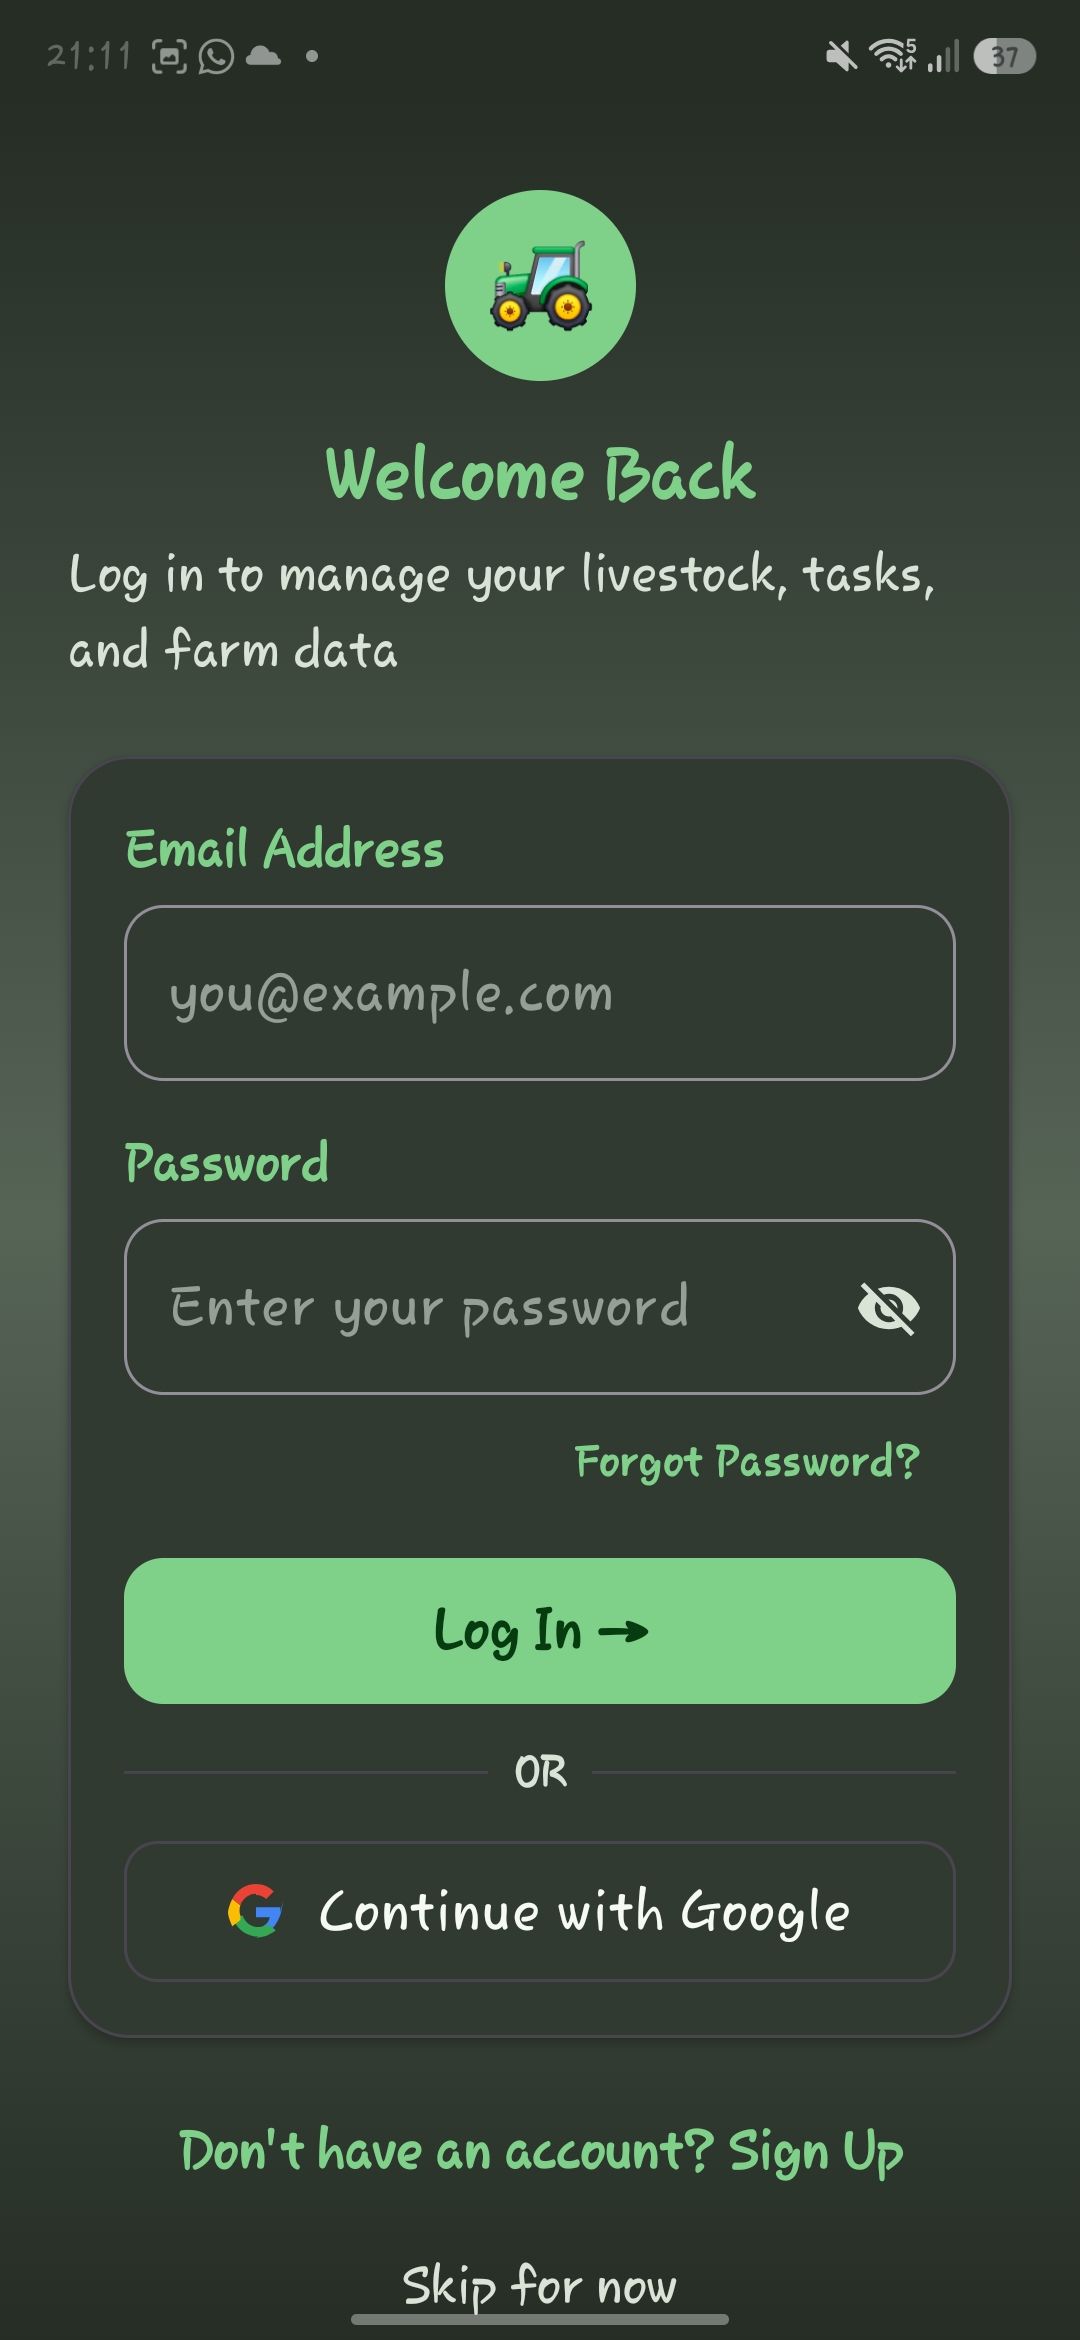 21:11
5
37
Welcome Back
Log in to manage your livestock, tasks,
and farm data
Email Address
you@example.com
Password
Enter your password
Forgot Password?
Log In →
OR
Continue with Google
Don't have an account? Sign Up
Skip for now